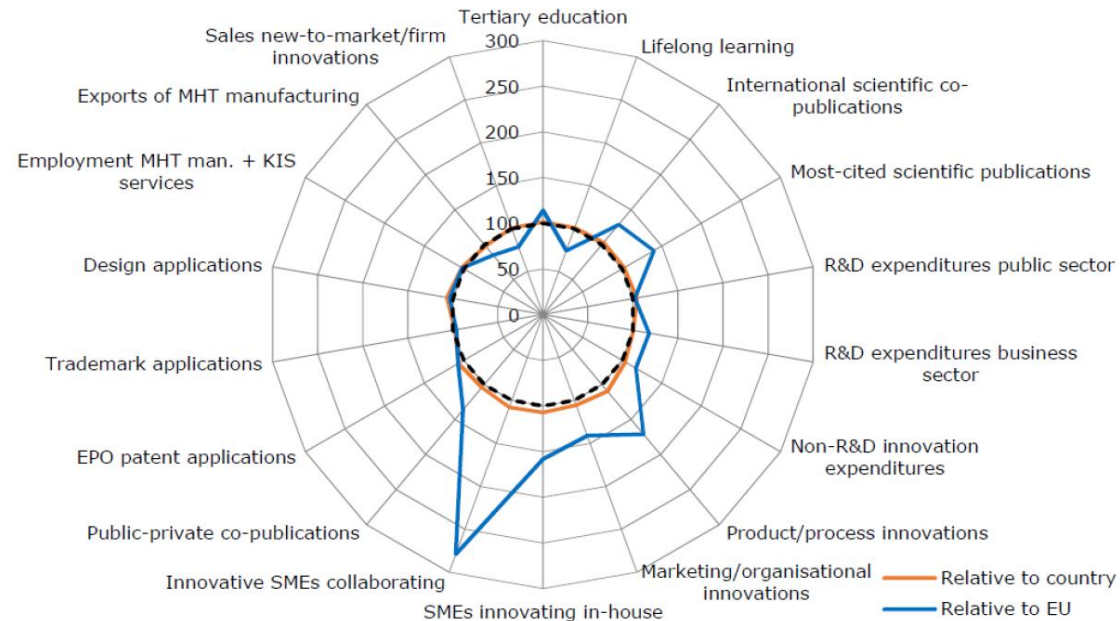 Tertiary education
300
250
200
150
100
50
0
Lifelong learning
International scientific co-
publications
Most-cited scientific publications
R&D expenditures public sector
R&D expenditures business
sector
Non-R&D innovation
expenditures
Product/process innovations
Marketing/organisational
innovations
SMEs innovating in-house
Innovative SMEs collaborating
Public-private co-publications
EPO patent applications
Trademark applications
Design applications
Employment MHT man. + KIS
services
Exports of MHT manufacturing
Sales new-to-market/firm
innovations
Relative to country
Relative to EU